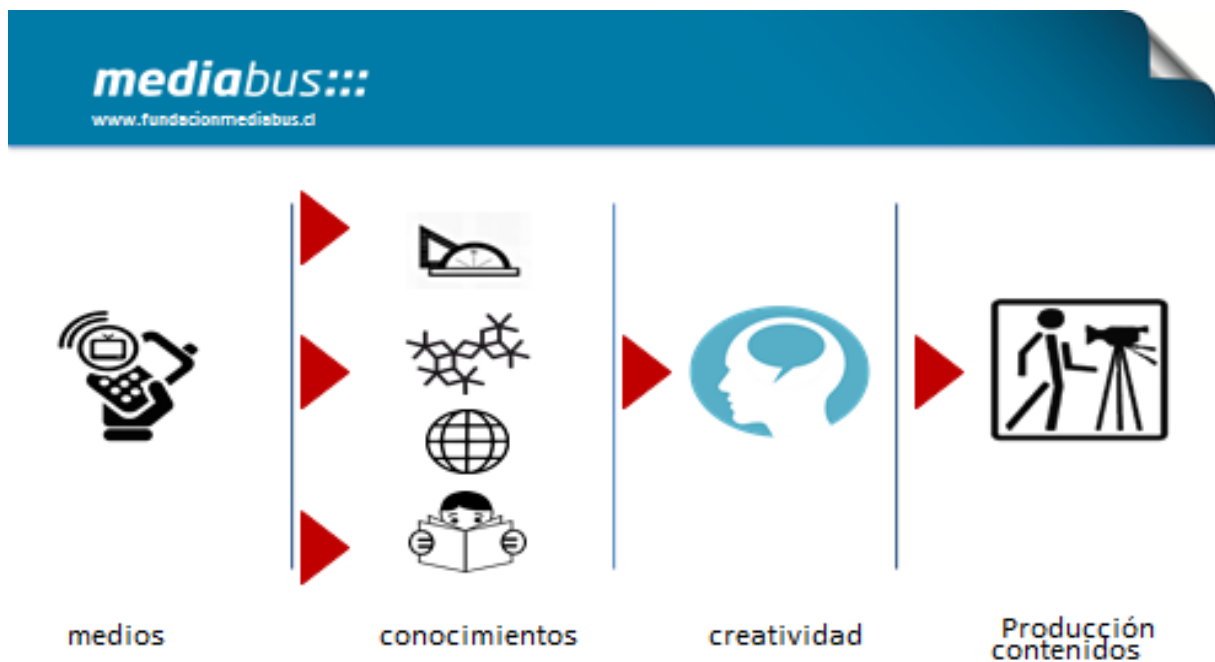 mediabus:::
www.fundacionmediabus.cl
medios
conocimientos
creatividad
Producción
contenidos